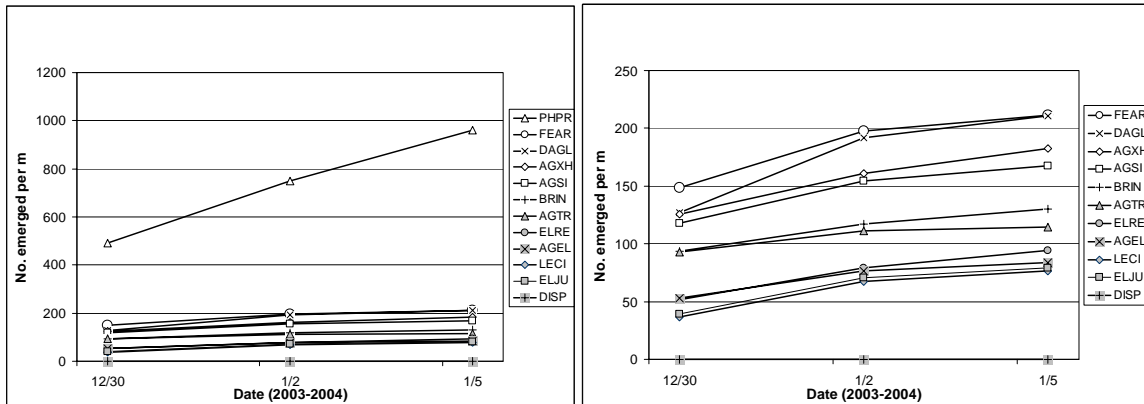 1200
1000
800
600
400
200
0
No. emerged per m
12/30
1/2
1/5
Date (2003-2004)
PHPR
FEAR
DAGL
AGXH
AGSI
BRIN
AGTR
ELRE
AGEL
LECI
ELJU
DISP
250
200
150
100
50
0
No. emerged per m
12/30
1/2
1/5
Date (2003-2004)
FEAR
DAGL
AGXH
AGSI
BRIN
AGTR
ELRE
AGEL
LECI
ELJU
DISP